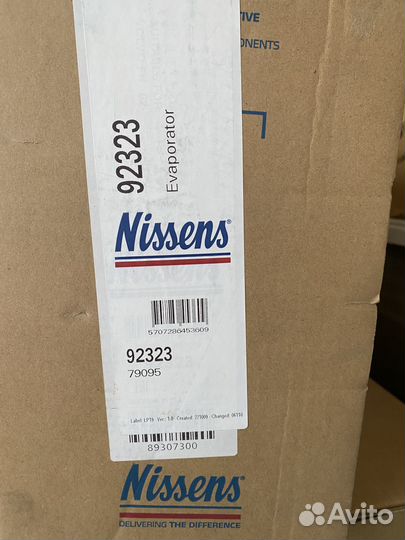 TIVE
ONENTS
92323
Evaporator
Nissens®
5707286453609
92323
79095
89307300
Nissens
DELIVERING THE DIFFERENCE
Avito